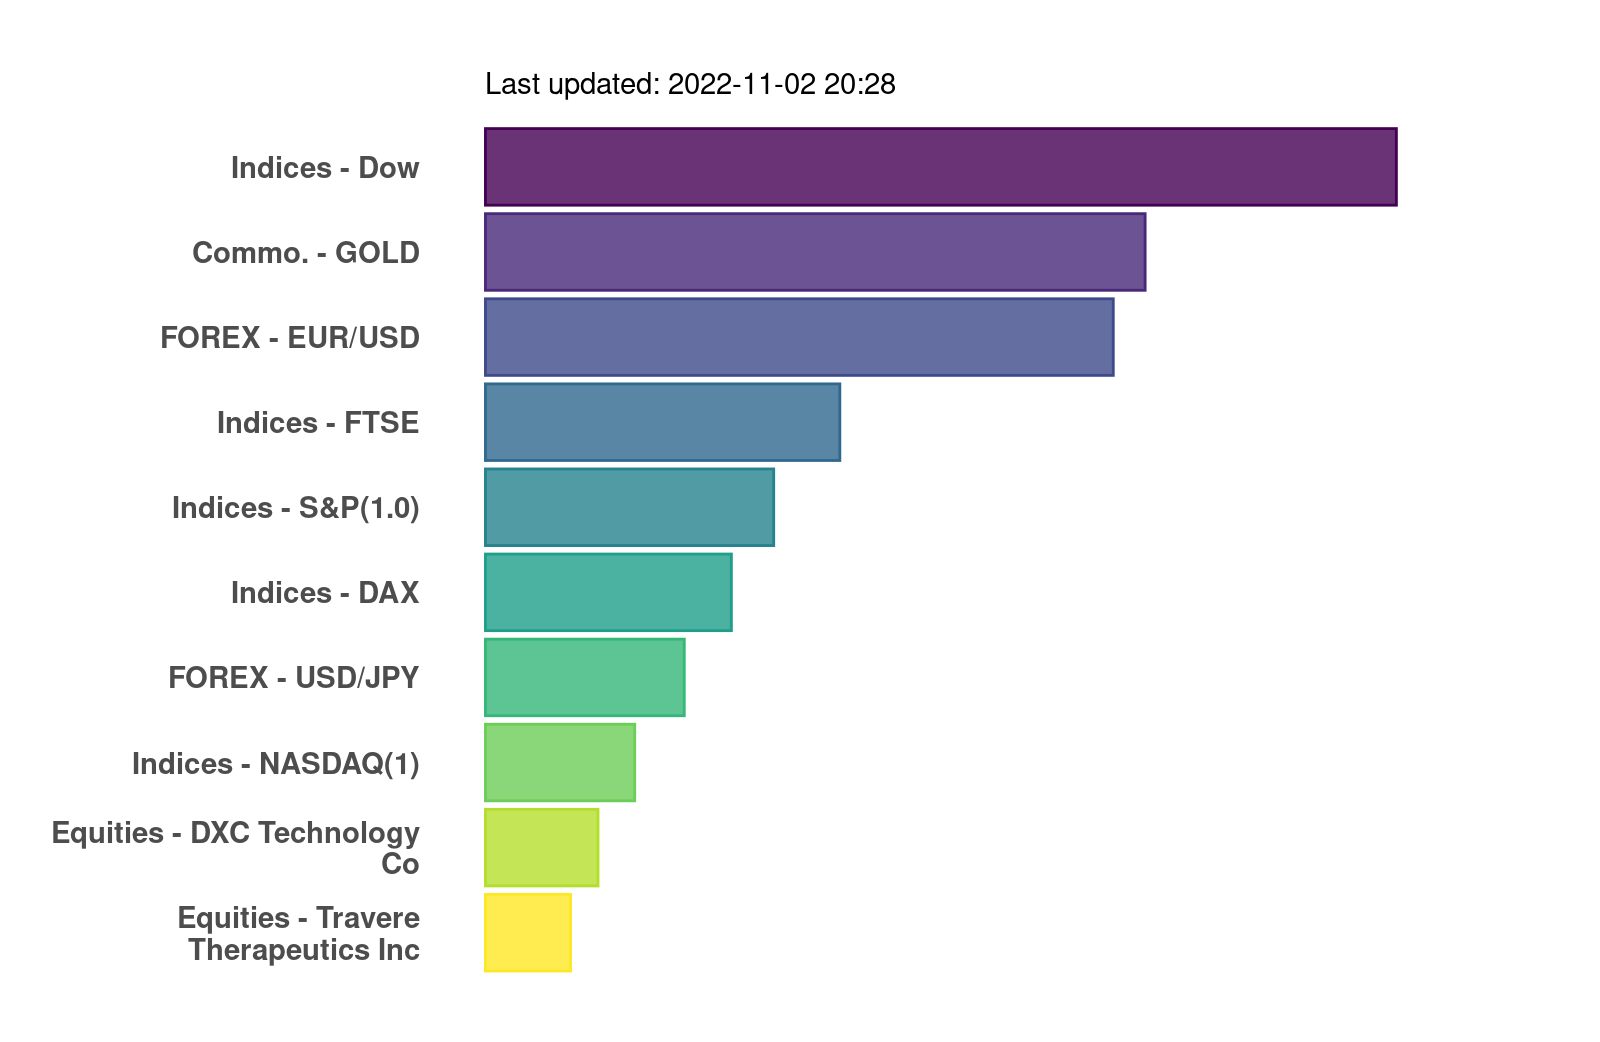 Last updated: 2022-11-02 20:28
Indices - Dow
Commo. - GOLD
FOREX - EUR/USD
Indices - FTSE
Indices - S&P(1.0)
Indices - DAX
FOREX - USD/JPY
Indices - NASDAQ(1)
Equities - DXC Technology
Co
Equities - Travere
Therapeutics Inc